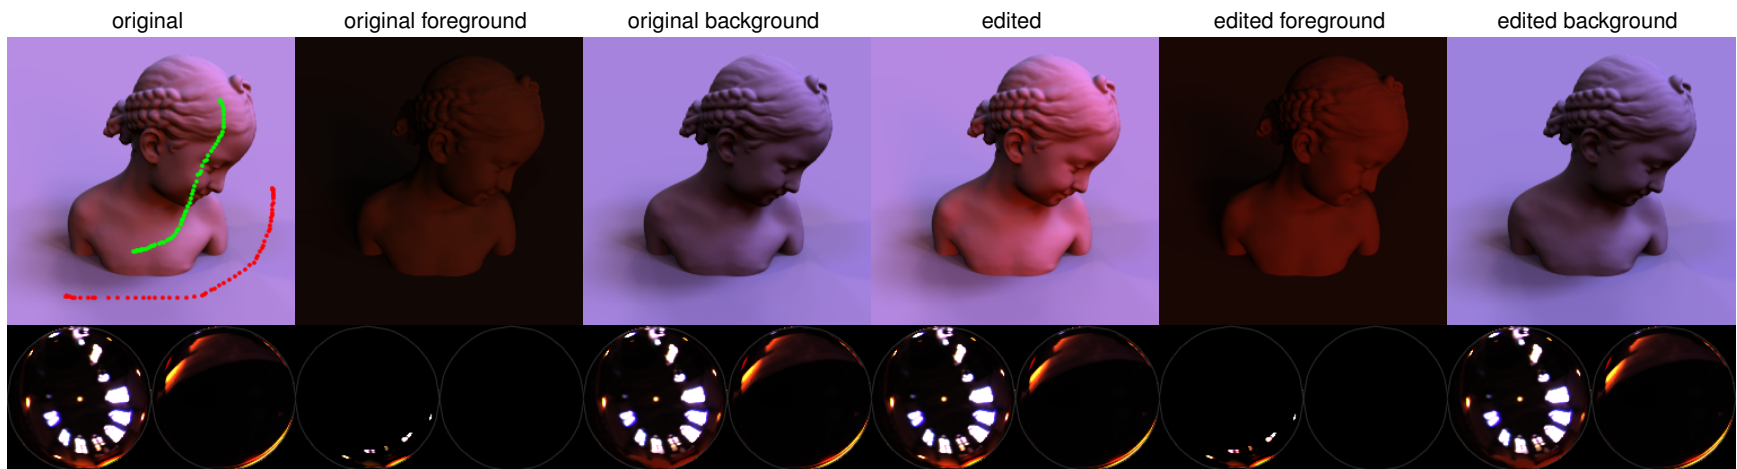 original
original foreground
original background
edited
edited foreground
edited background